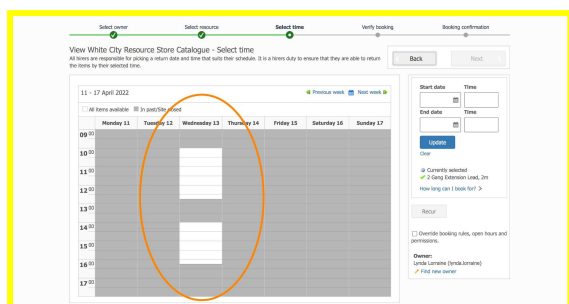 Select owner Select resource Select time Verify booking Booking confirmation
View White City Resource Store Catalogue - Select time
All hirers are responsible for picking a return date and time that suits their schedule. It is a hirers duty to ensure that they are able to return
the items by their selected time.
Back Next
11 - 17 April 2022 Previous week Next week
All items available In past/Site closed
Monday 11 Tuesday 12 Wednesday 13 Thursday 14 Friday 15 Saturday 16 Sunday 17
09 00
10 00
11 00
12 00
13 00
14 00
15 00
16 00
17 00
Start date Time
End date Time
Update
Clear
Currently selected
2 Gang Extension Lead, 2m
How long can I book for? >
Recur
Override booking rules, open hours and
permissions.
Owner:
Lynda Lorraine (lynda.lorraine)
Find new owner